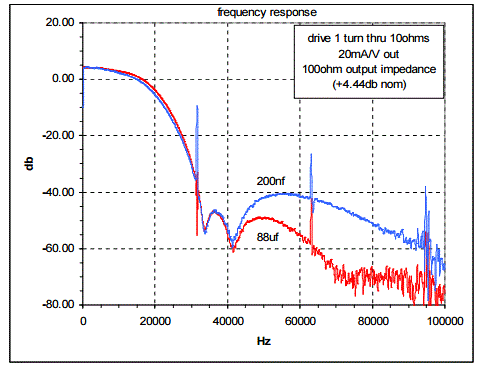 frequency response
drive 1 turn thru 10ohms
20mA/V out
100ohm output impedance
(+4.44db nom)
20.00
0.00
-20.00
-40.00
-60.00
-80.00
db
200nf
88uf
0
20000
40000
60000
80000
100000
Hz